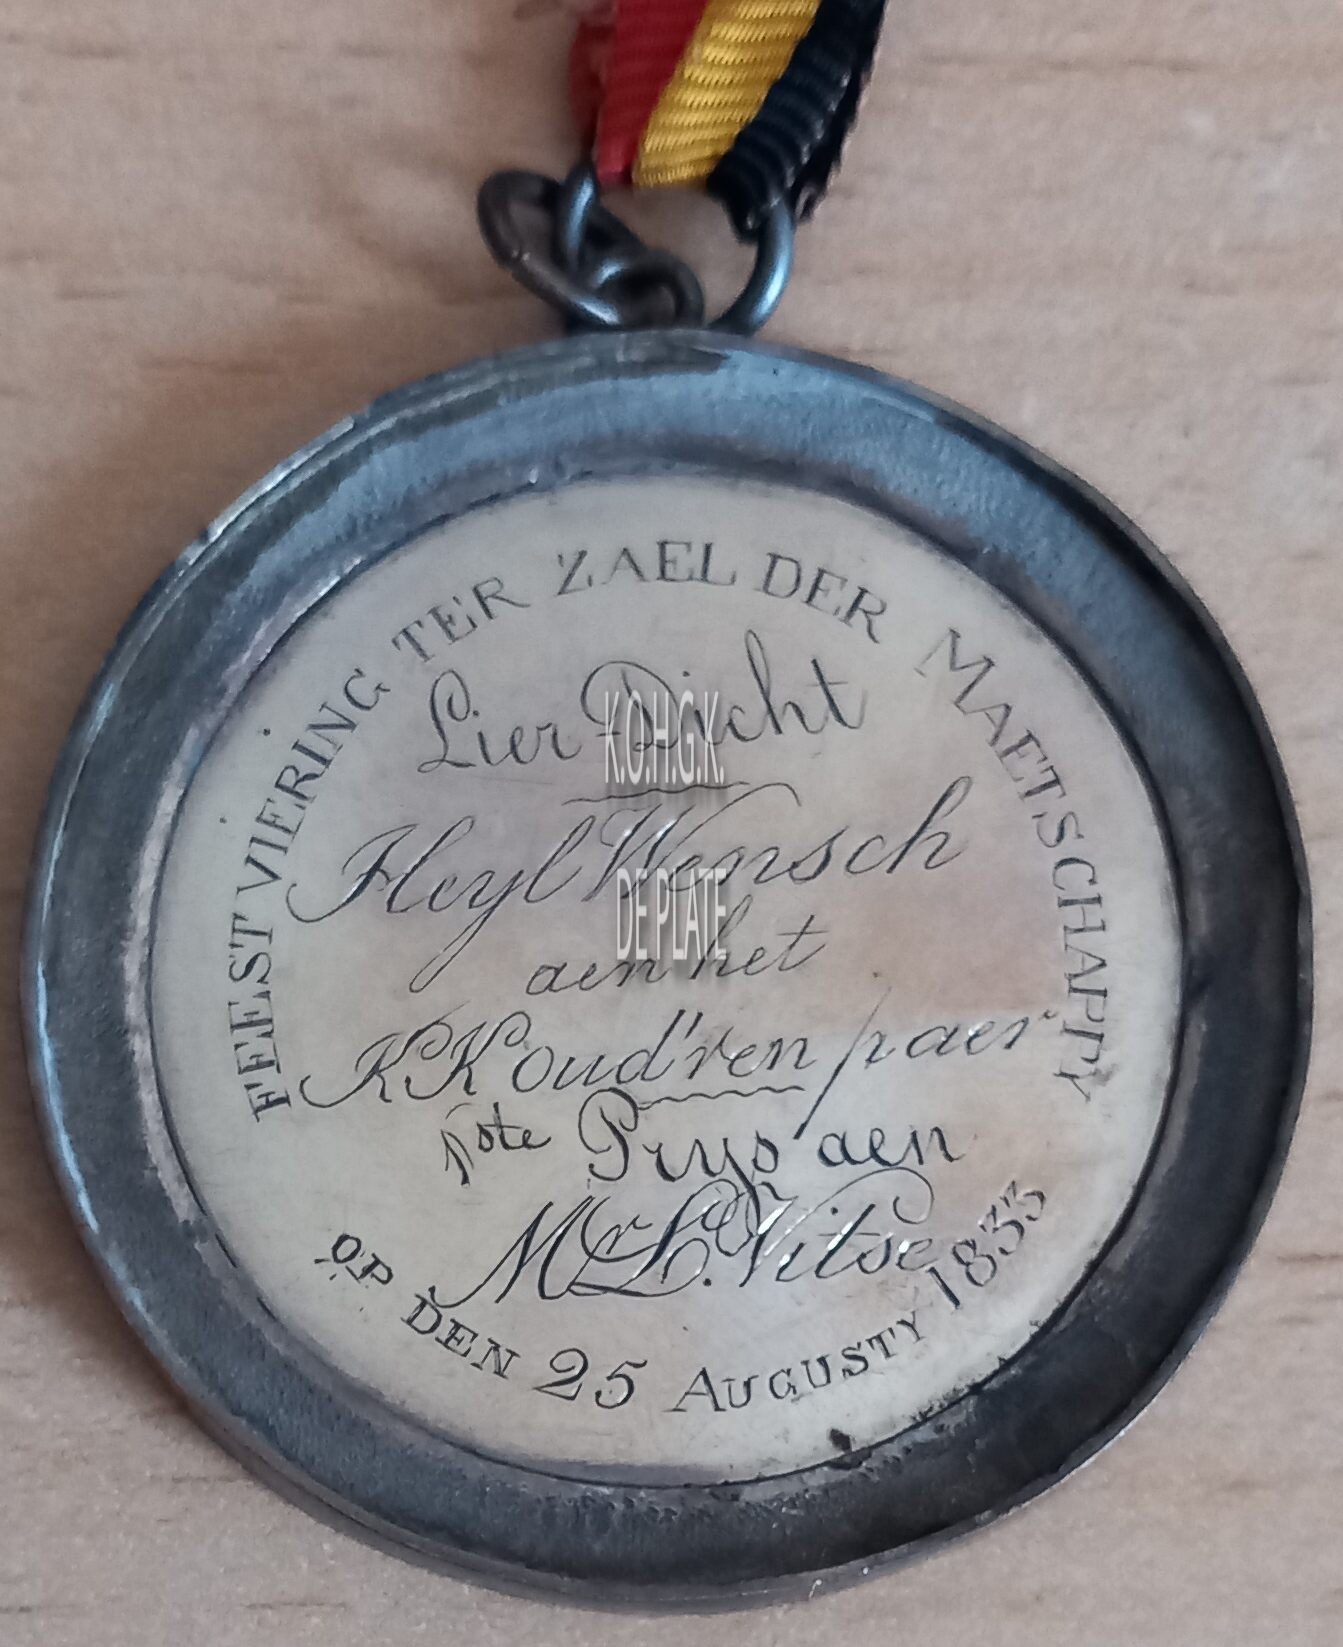 FEEST VIERING TER ZAEL DER MAETSCHAPPY
Lier Dicht
Heyl Wensch
aen het
KK oud'ren paer
1ste Prys aen
Mr L. Vitse
OP DEN 25 AUGUSTY 1833
K.O.H.G.K.
DE PLATE